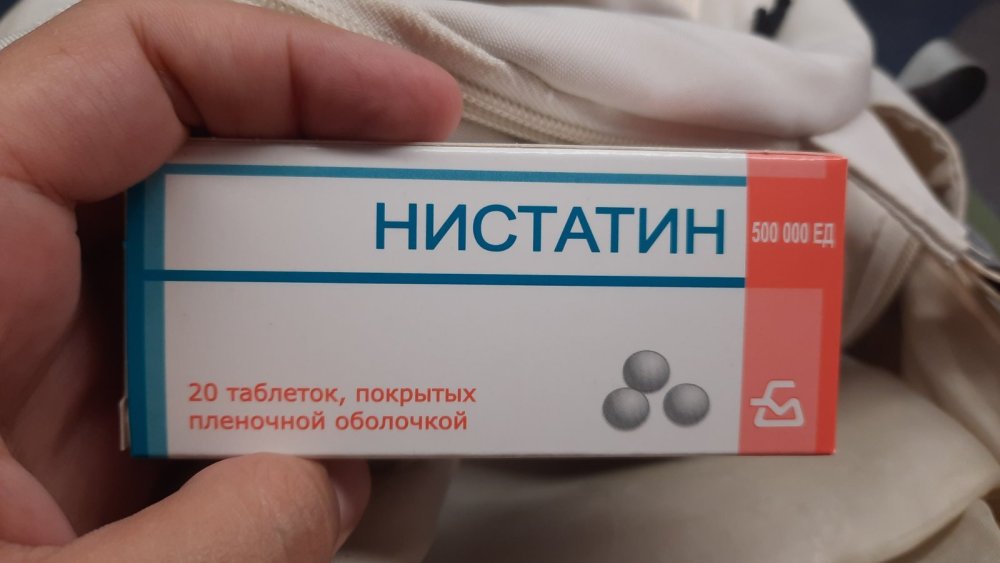 НИСТАТИН
500 000 ЕД
20 таблеток, покрытых
пленочной оболочкой